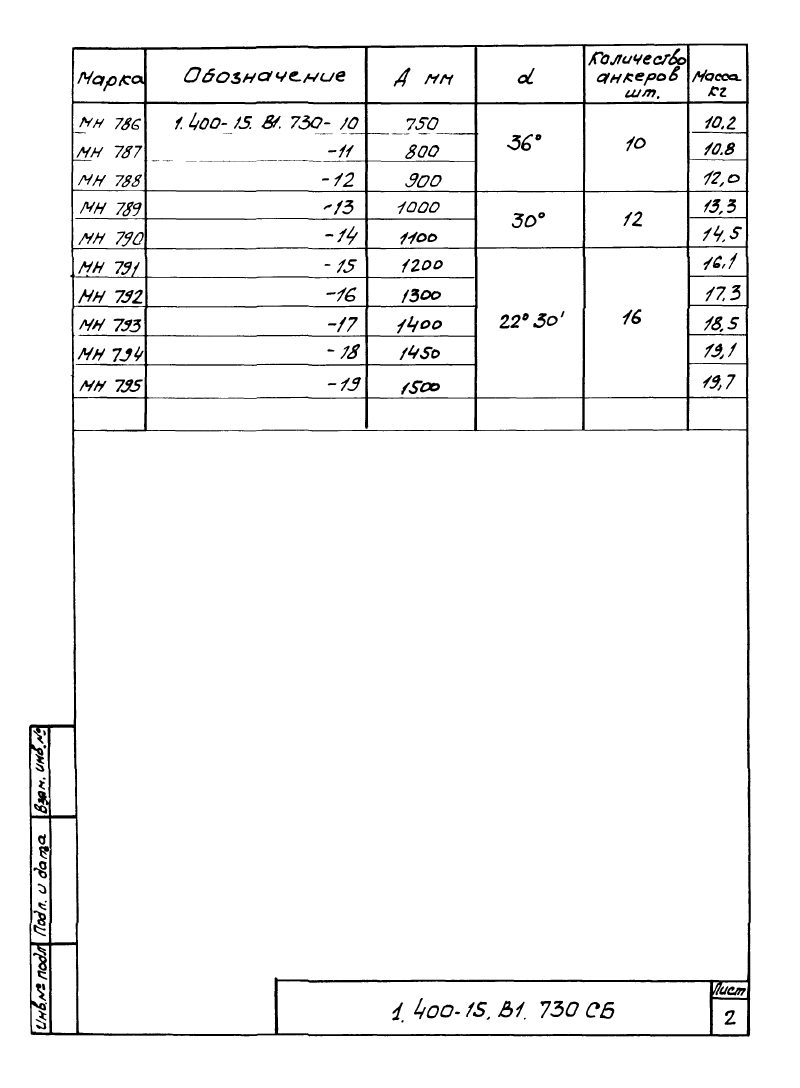 Марка Обозначение Д мм α Количество анкеров шт. Масса кг
МН 786 1.400-15.В1.730-10 750 36° 10 10.2
МН 787 -11 800 10.8
МН 788 -12 900 12,0
МН 789 -13 1000 30° 12 13,3
МН 790 -14 1100 14,5
МН 791 -15 1200 22°30' 16 16,1
МН 792 -16 1300 17.3
МН 793 -17 1400 18,5
МН 794 -18 1450 19,1
МН 795 -19 1500 19,7
Взам. инв.№
Подп. и дата
Инв.№ подл
1.400-15.В1.730 СБ
Лист
2